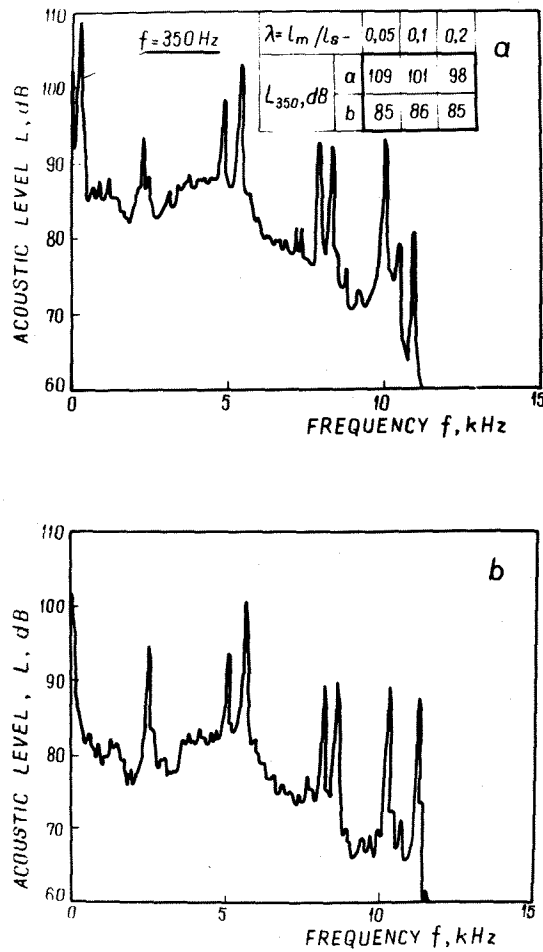 f=350 Hz
λ= lm/ls- 0,05 0,1 0,2
L350,dB
a 109 101 98
b 85 86 85
a
110
100
90
80
70
60
ACOUSTIC LEVEL L, dB
0 5 10 15
FREQUENCY f, kHz
b
110
100
90
80
70
60
ACOUSTIC LEVEL, L, dB
0 5 10 15
FREQUENCY f, kHz